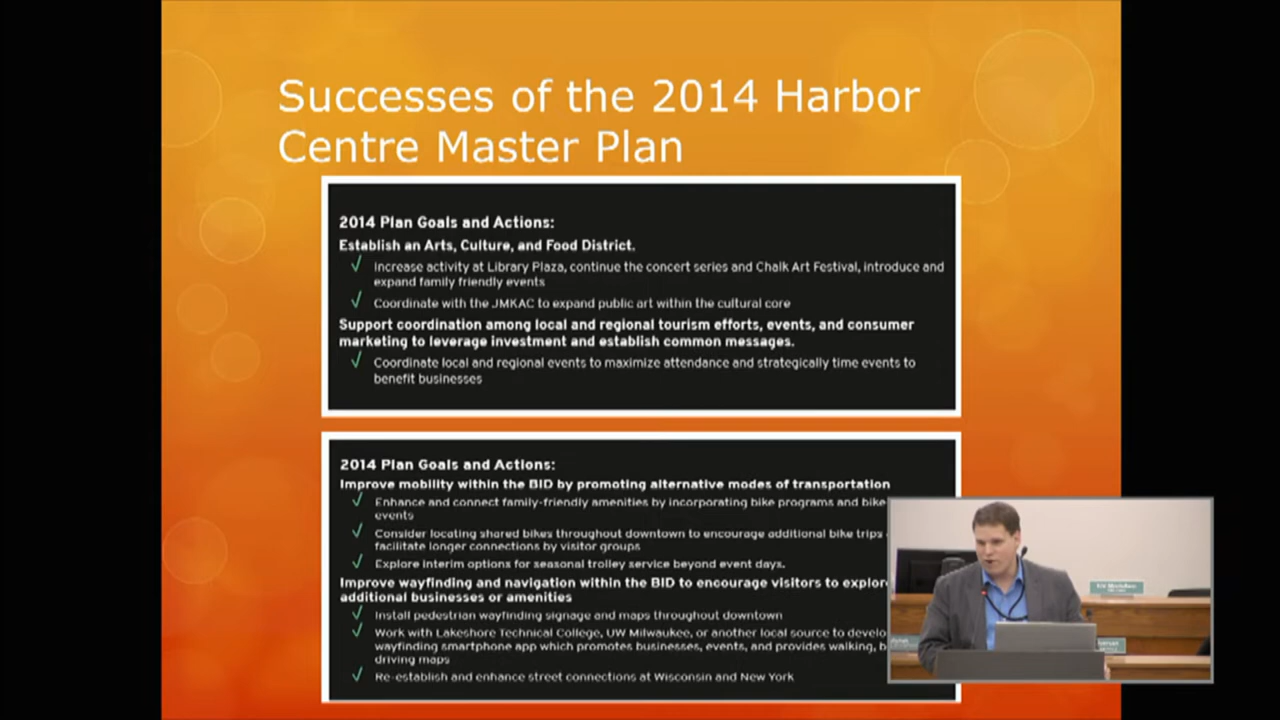 Successes of the 2014 Harbor
Centre Master Plan
2014 Plan Goals and Actions:
Establish an Arts, Culture, and Food District.
Increase activity at Library Plaza, continue the concert series and Chalk Art Festival, introduce and
expand family friendly events
Coordinate with the JMKAC to expand public art within the cultural core
Support coordination among local and regional tourism efforts, events, and consumer
marketing to leverage investment and establish common messages.
Coordinate local and regional events to maximize attendance and strategically time events to
benefit businesses
2014 Plan Goals and Actions:
Improve mobility within the BID by promoting alternative modes of transportation
Enhance and connect family-friendly amenities by incorporating bike programs and bike
events
Consider locating shared bikes throughout downtown to encourage additional bike trips
facilitate longer connections by visitor groups
Explore interim options for seasonal trolley service beyond event days.
Improve wayfinding and navigation within the BID to encourage visitors to explore
additional businesses or amenities
Install pedestrian wayfinding signage and maps throughout downtown
Work with Lakeshore Technical College, UW Milwaukee, or another local source to develo
wayfinding smartphone app which promotes businesses, events, and provides walking, b
driving maps
Re-establish and enhance street connections at Wisconsin and New York